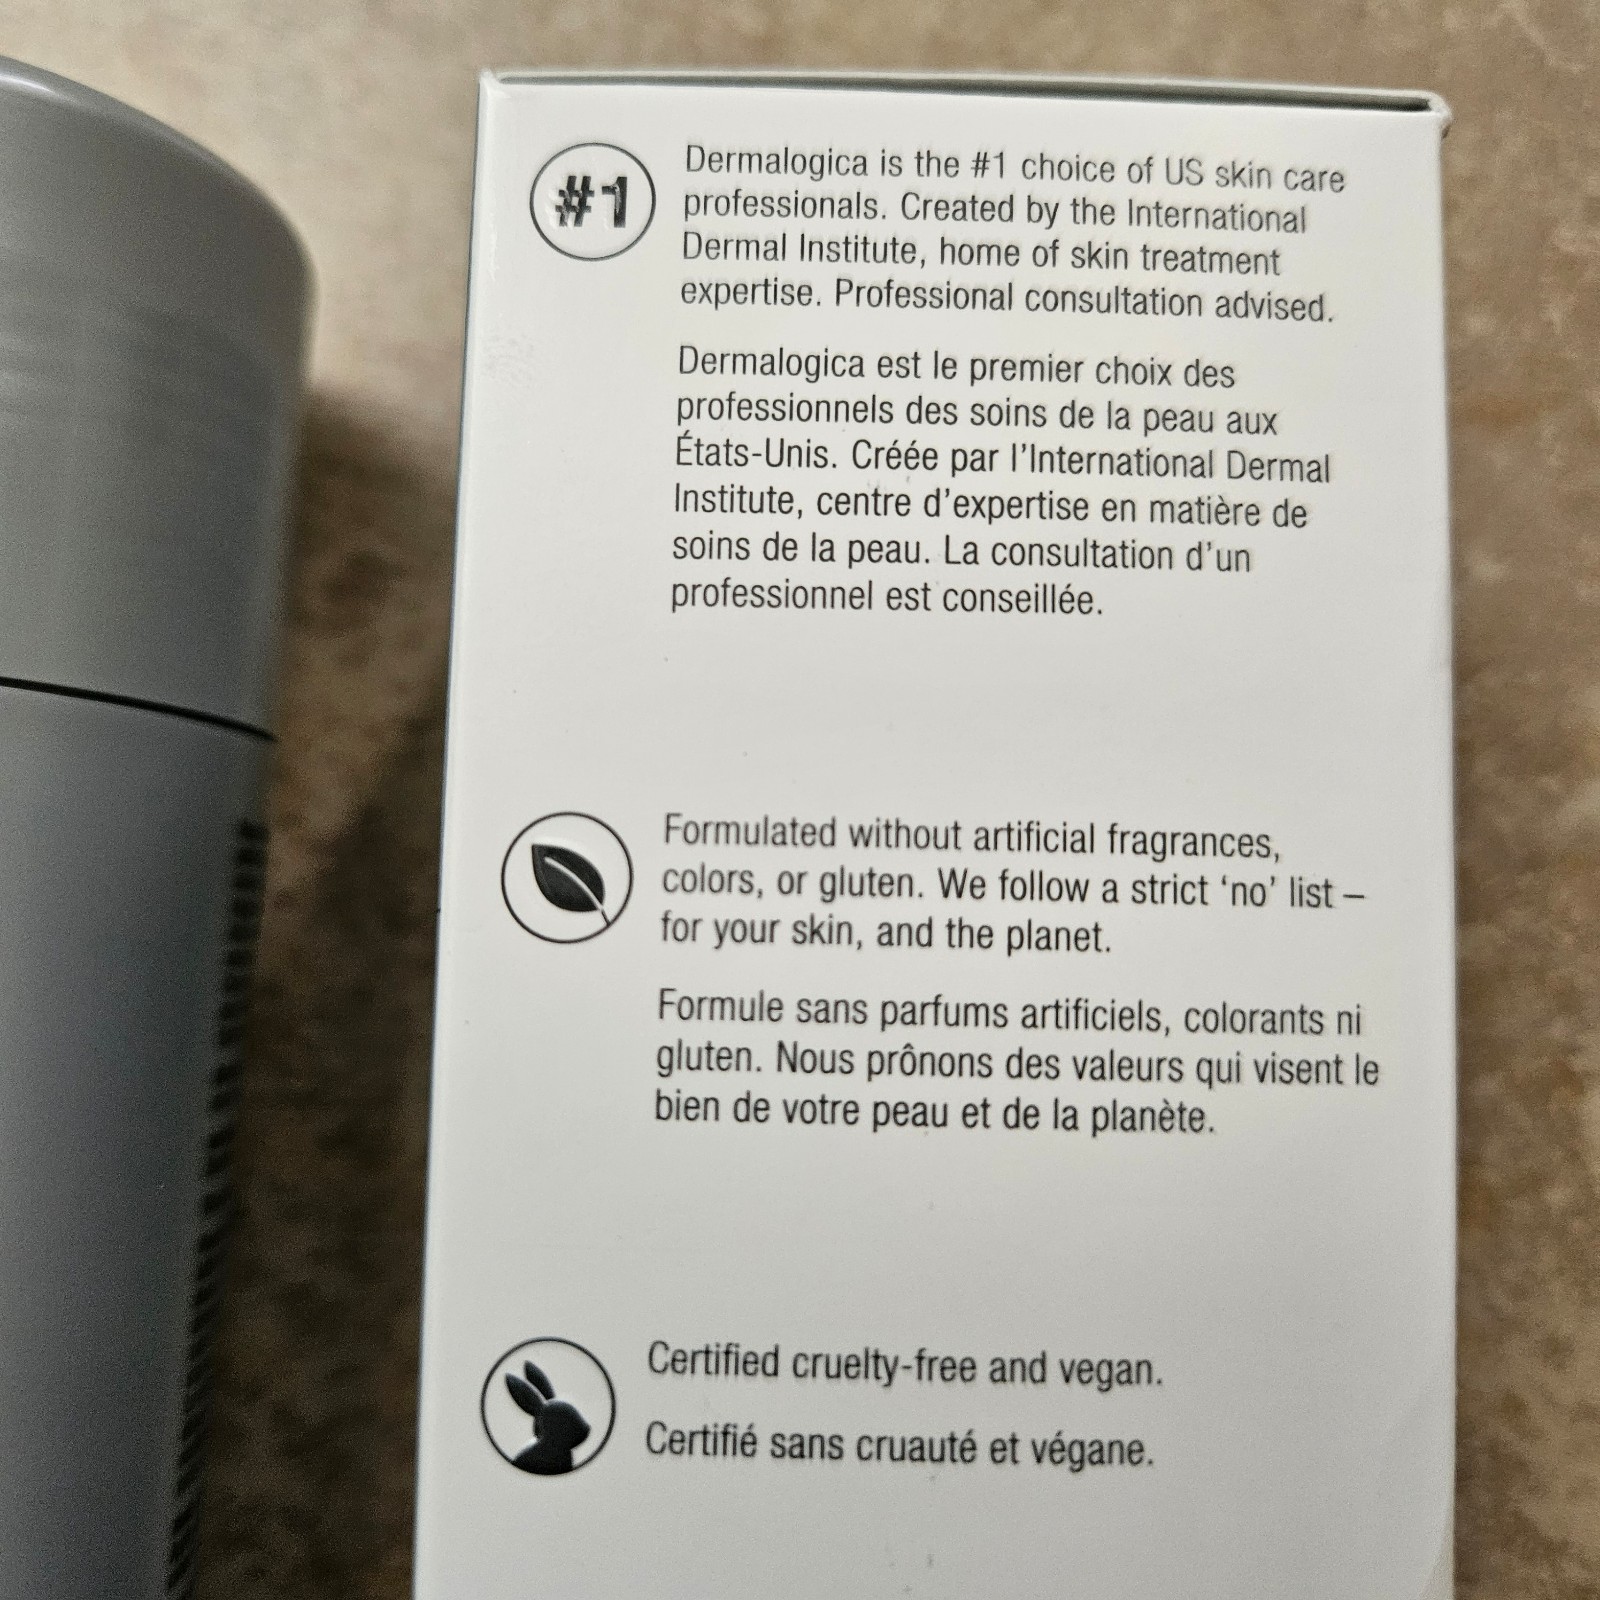 #1
Dermalogica is the #1 choice of US skin care
professionals. Created by the International
Dermal Institute, home of skin treatment
expertise. Professional consultation advised.
Dermalogica est le premier choix des
professionnels des soins de la peau aux
États-Unis. Créée par l'International Dermal
Institute, centre d'expertise en matière de
soins de la peau. La consultation d'un
professionnel est conseillée.
Formulated without artificial fragrances,
colors, or gluten. We follow a strict ‘no’ list –
for your skin, and the planet.
Formule sans parfums artificiels, colorants ni
gluten. Nous prônons des valeurs qui visent le
bien de votre peau et de la planète.
Certified cruelty-free and vegan.
Certifié sans cruauté et végane.